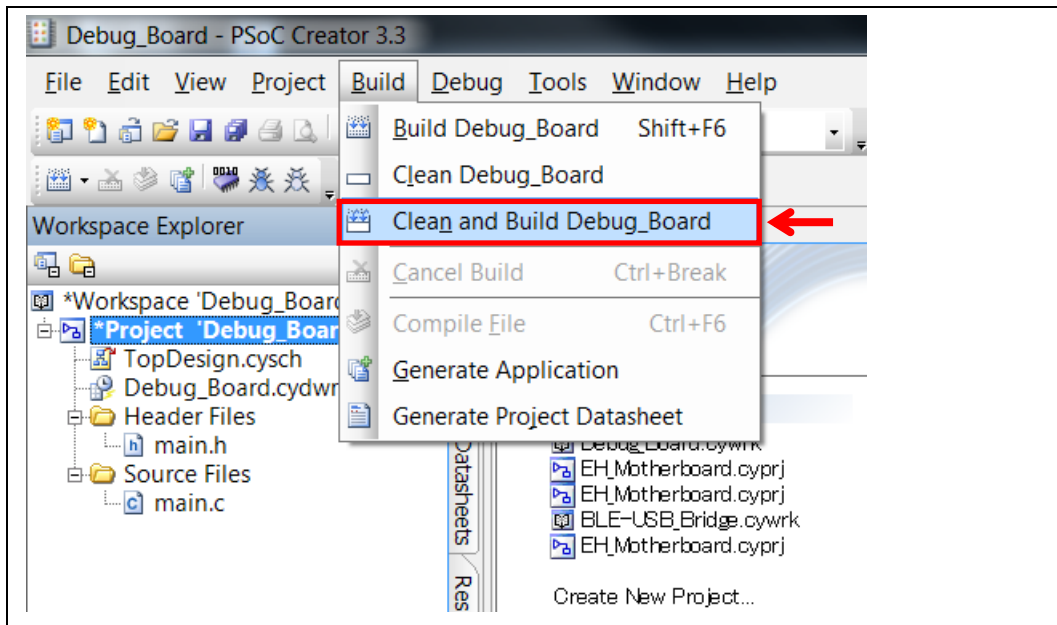 Debug_Board - PSoC Creator 3.3
File Edit View Project Build Debug Tools Window Help
Build Debug_Board Shift+F6
Clean Debug_Board
Workspace Explorer
Clean and Build Debug_Board
Cancel Build Ctrl+Break
*Workspace 'Debug_Board
Compile File Ctrl+F6
*Project 'Debug_Boar
TopDesign.cysch
Generate Application
Debug_Board.cydwr
Generate Project Datasheet
Header Files
main.h
Source Files
main.c
Datasheets
Res
Debug_Board.cywrk
EH_Motherboard.cyprj
EH_Motherboard.cyprj
BLE-USB_Bridge.cywrk
EH_Motherboard.cyprj
Create New Project...